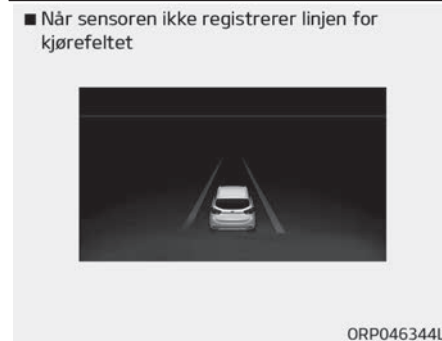 ■ Når sensoren ikke registrerer linjen for
kjørefeltet
ORP046344L